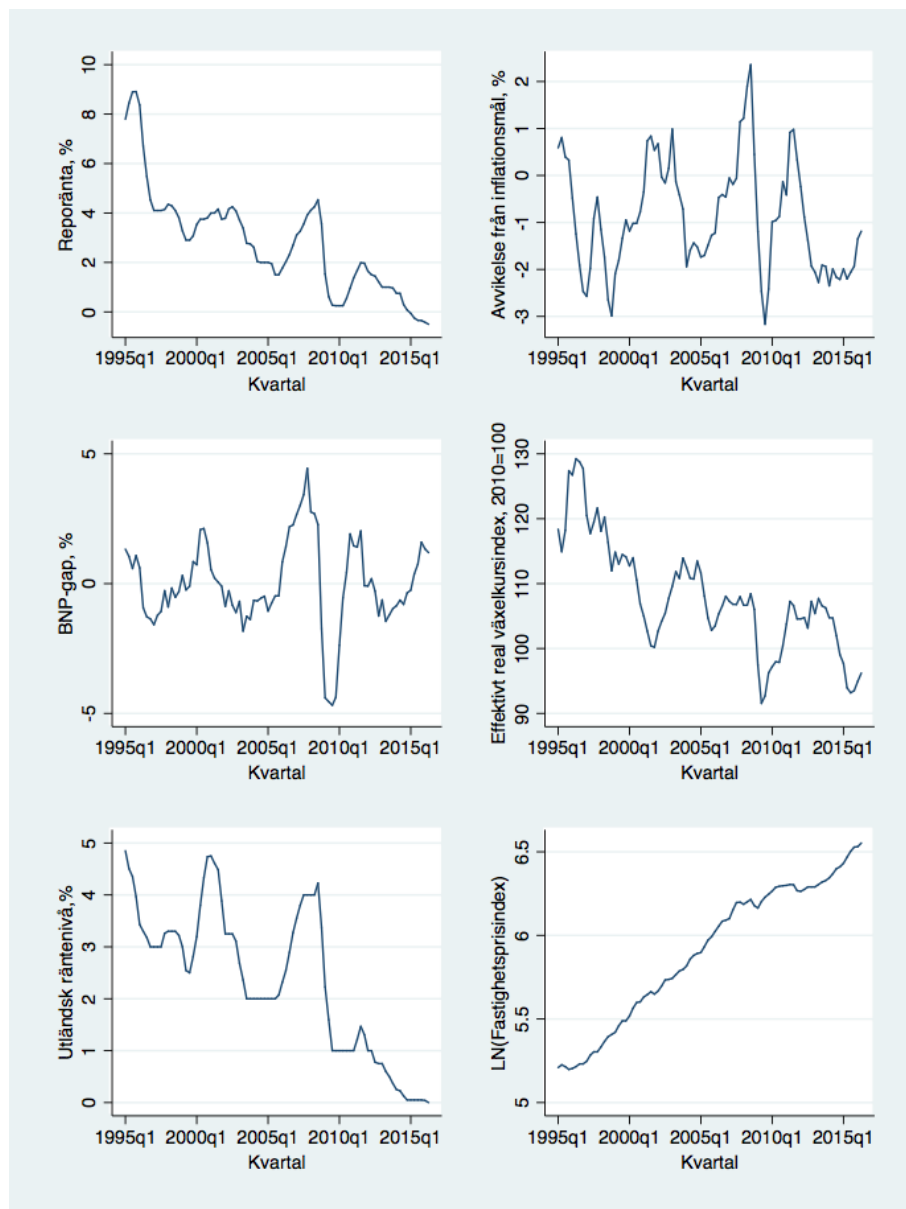 Reporänta, %
10
8
6
4
2
0
1995q1 2000q1 2005q1 2010q1 2015q1
Kvartal
Avvikelse från inflationsmål, %
2
1
0
-1
-2
-3
1995q1 2000q1 2005q1 2010q1 2015q1
Kvartal
BNP-gap, %
5
0
-5
1995q1 2000q1 2005q1 2010q1 2015q1
Kvartal
Effektivt real växelkursindex, 2010=100
130
120
110
100
90
1995q1 2000q1 2005q1 2010q1 2015q1
Kvartal
Utländsk räntenivå,%
5
4
3
2
1
0
1995q1 2000q1 2005q1 2010q1 2015q1
Kvartal
LN(Fastighetsprisindex)
6.5
6
5.5
5
1995q1 2000q1 2005q1 2010q1 2015q1
Kvartal